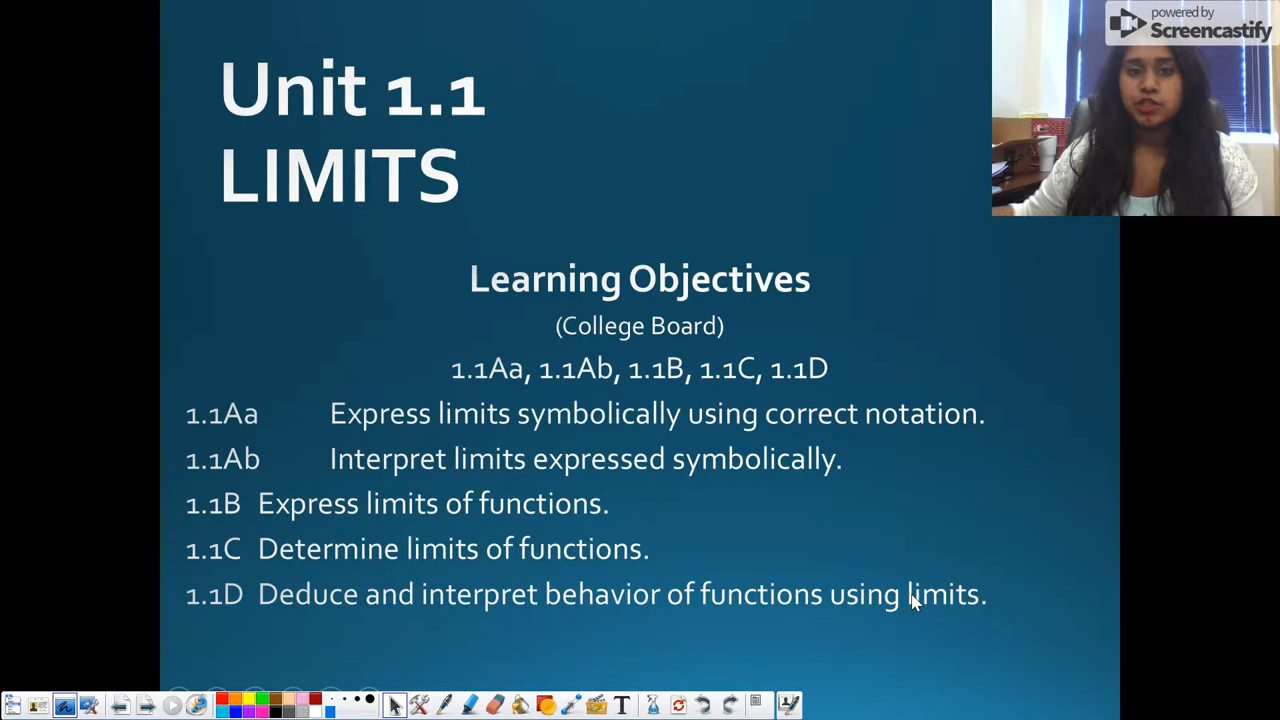 powered by
Screencastify
Unit 1.1
LIMITS
Learning Objectives
(College Board)
1.1Aa, 1.1Ab, 1.1B, 1.1C, 1.1D
1.1Aa Express limits symbolically using correct notation.
1.1Ab Interpret limits expressed symbolically.
1.1B Express limits of functions.
1.1C Determine limits of functions.
1.1D Deduce and interpret behavior of functions using limits.